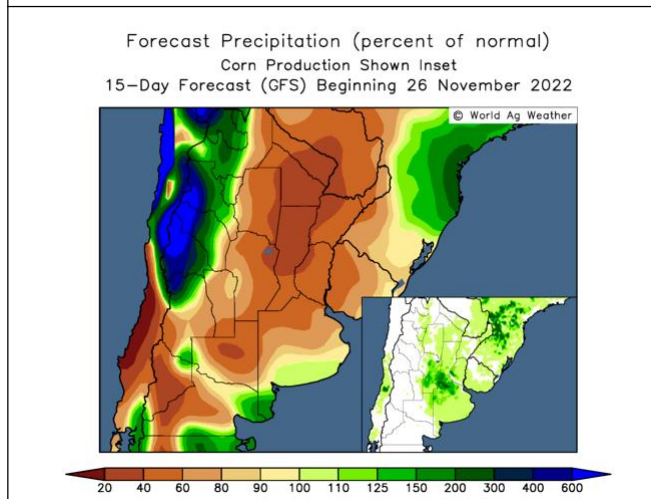 Forecast Precipitation (percent of normal)
Corn Production Shown Inset
15-Day Forecast (GFS) Beginning 26 November 2022
© World Ag Weather
20 40 60 80 90 100 110 125 150 200 300 400 600